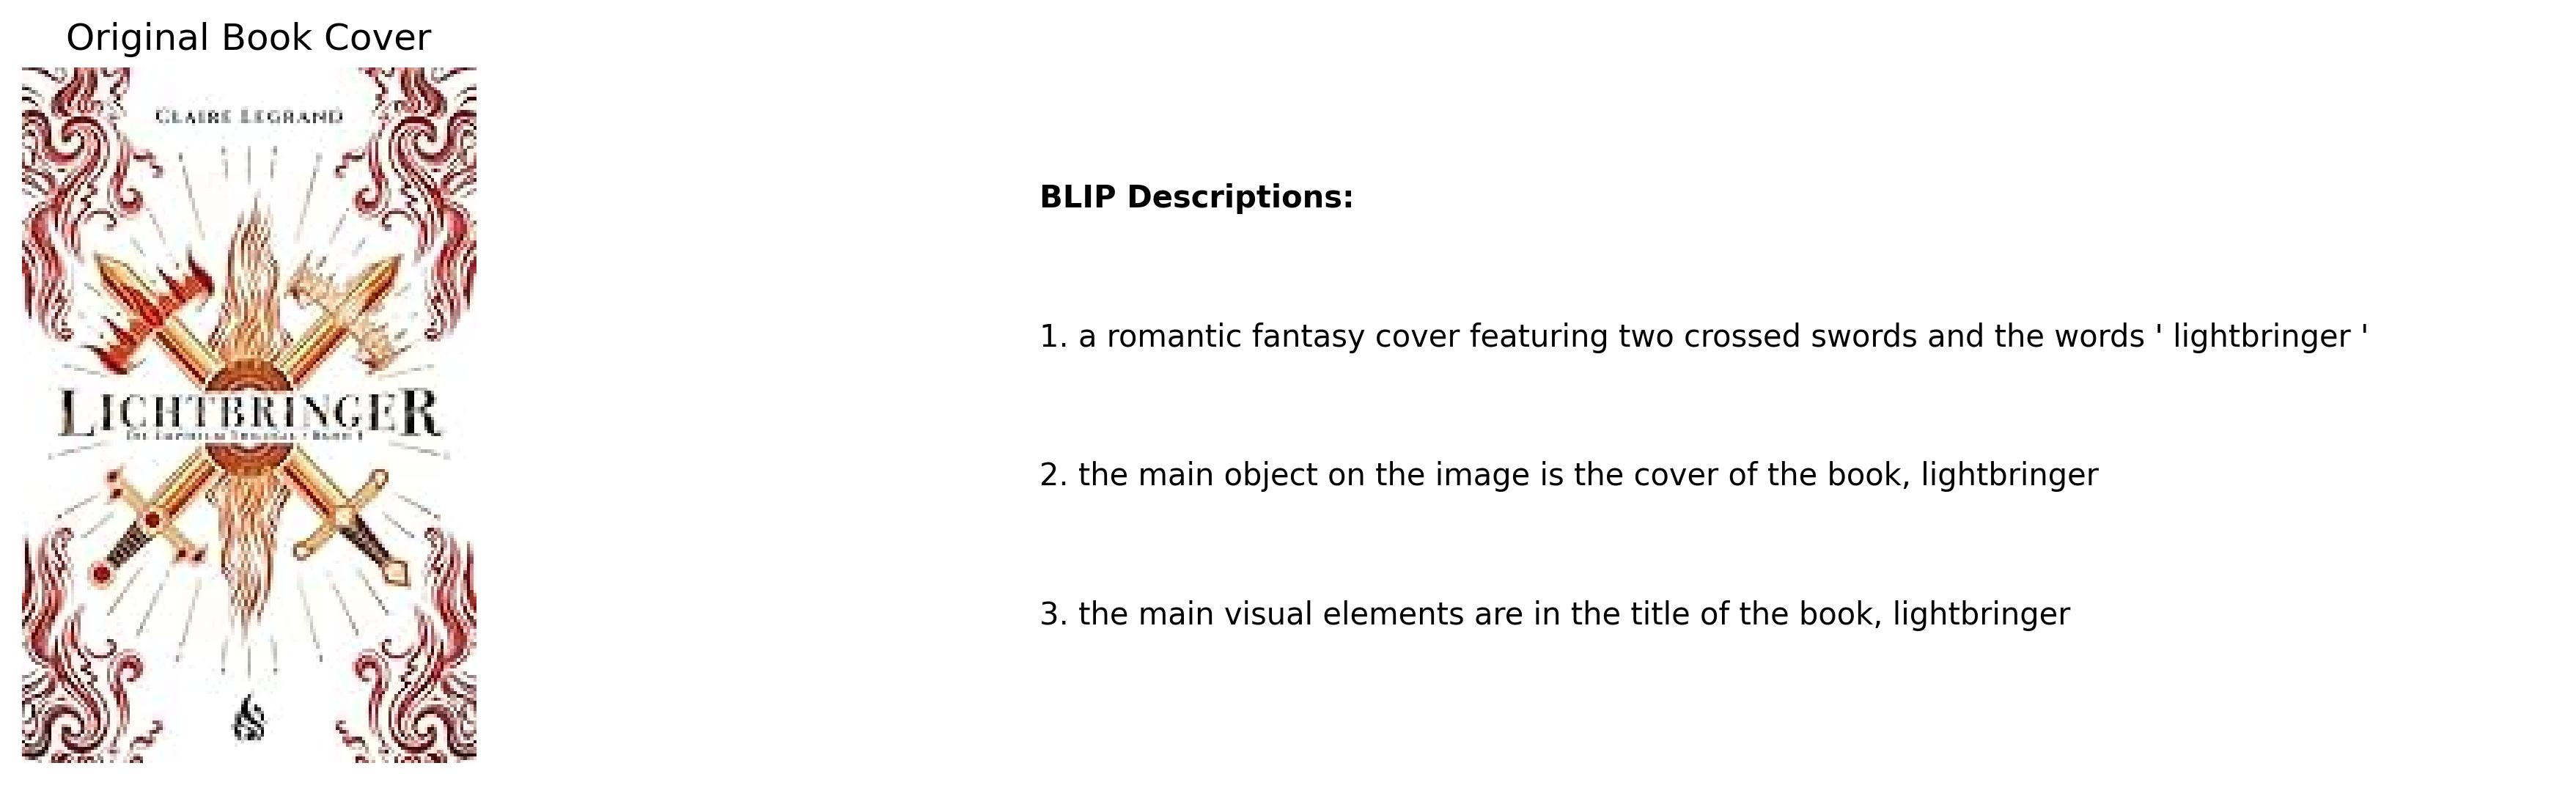 Original Book Cover
CLAIRE LEGRAND
LICHTBRINGER
BLIP Descriptions:
1. a romantic fantasy cover featuring two crossed swords and the words ' lightbringer '
2. the main object on the image is the cover of the book, lightbringer
3. the main visual elements are in the title of the book, lightbringer